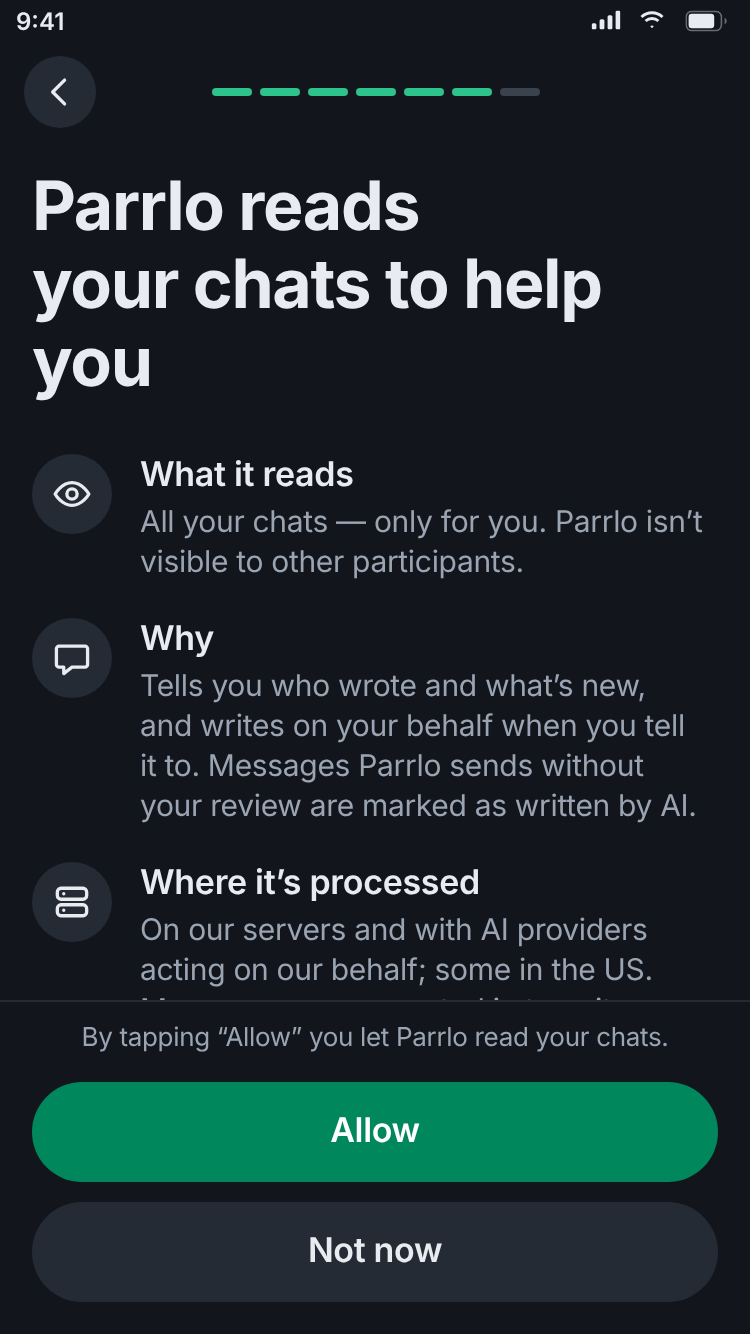 9:41
Parrlo reads
your chats to help
you
What it reads
All your chats — only for you. Parrlo isn’t
visible to other participants.
Why
Tells you who wrote and what’s new,
and writes on your behalf when you tell
it to. Messages Parrlo sends without
your review are marked as written by AI.
Where it’s processed
On our servers and with AI providers
acting on our behalf; some in the US.
By tapping “Allow” you let Parrlo read your chats.
Allow
Not now